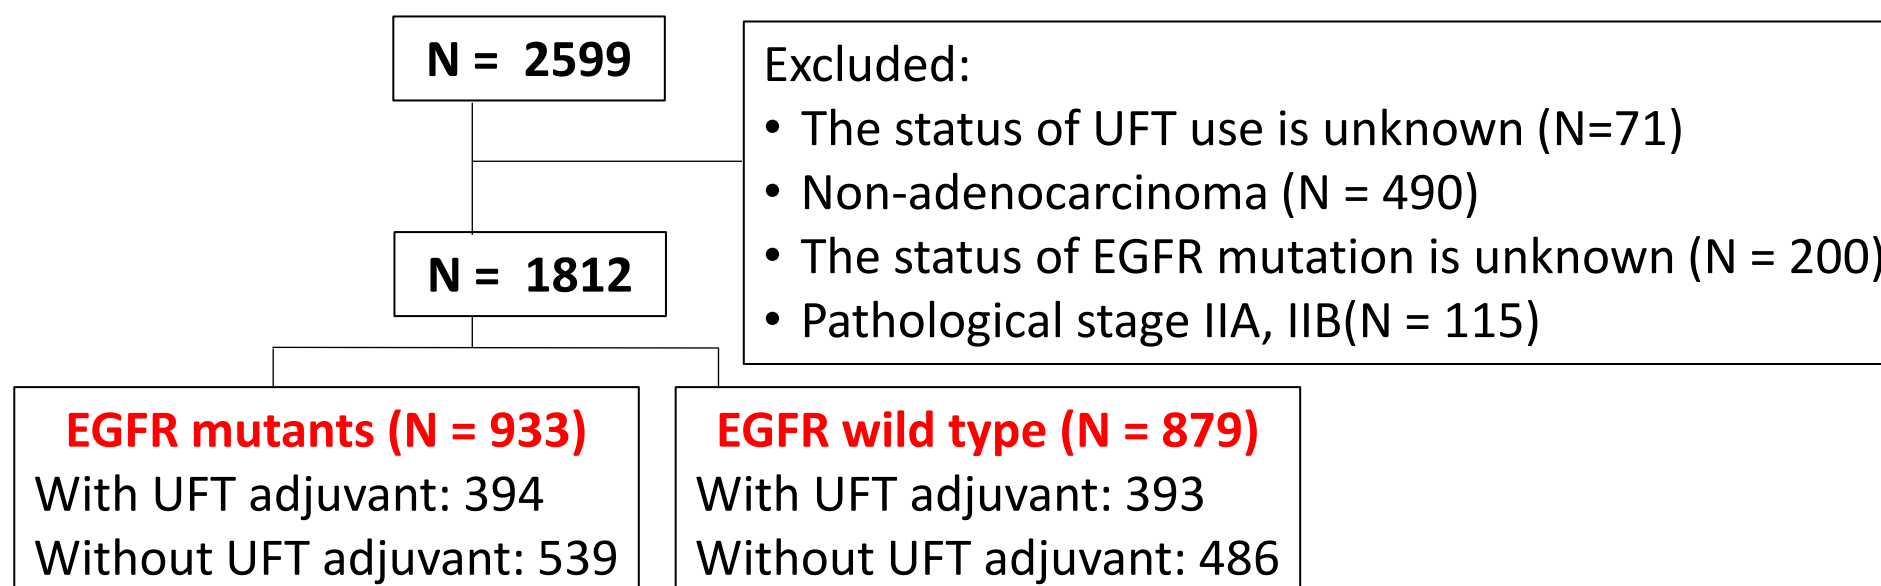 N = 2599
Excluded:
• The status of UFT use is unknown (N=71)
• Non-adenocarcinoma (N = 490)
• The status of EGFR mutation is unknown (N = 200)
• Pathological stage IIA, IIB(N = 115)
N = 1812
EGFR mutants (N = 933)
With UFT adjuvant: 394
Without UFT adjuvant: 539
EGFR wild type (N = 879)
With UFT adjuvant: 393
Without UFT adjuvant: 486